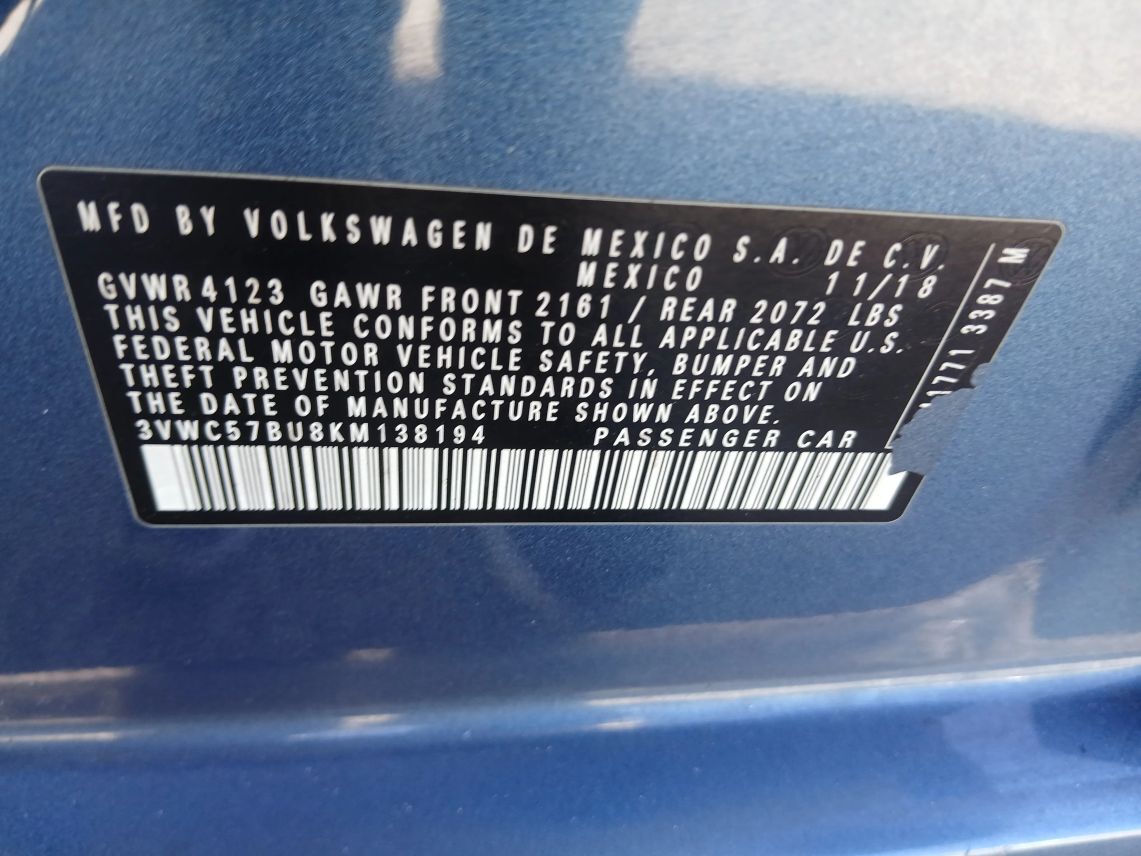 MFD BY VOLKSWAGEN DE MEXICO S.A. DE C.V.
MEXICO 11/18
GVWR 4123 GAWR FRONT 2161 / REAR 2072 LBS
THIS VEHICLE CONFORMS TO ALL APPLICABLE U.S.
FEDERAL MOTOR VEHICLE SAFETY, BUMPER AND
THEFT PREVENTION STANDARDS IN EFFECT ON
THE DATE OF MANUFACTURE SHOWN ABOVE.
3VWC57BU8KM138194 PASSENGER CAR
3387 M